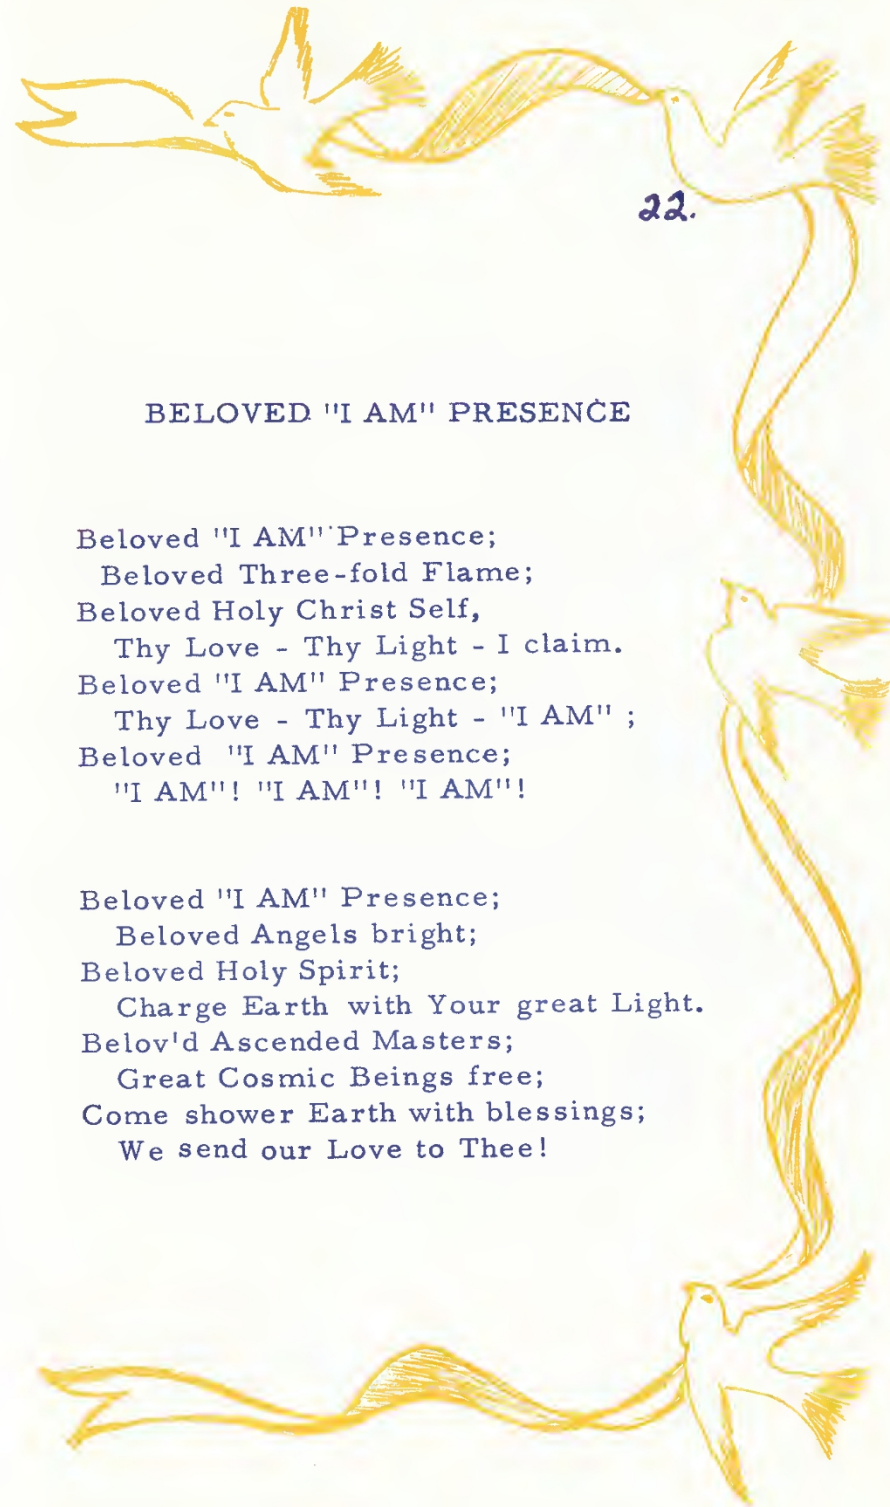 22.
BELOVED "I AM" PRESENCE
Beloved "I AM" Presence;
Beloved Three-fold Flame;
Beloved Holy Christ Self,
Thy Love - Thy Light - I claim.
Beloved "I AM" Presence;
Thy Love - Thy Light - "I AM" ;
Beloved "I AM" Presence;
"I AM"! "I AM"! "I AM"!
Beloved "I AM" Presence;
Beloved Angels bright;
Beloved Holy Spirit;
Charge Earth with Your great Light.
Belov'd Ascended Masters;
Great Cosmic Beings free;
Come shower Earth with blessings;
We send our Love to Thee!